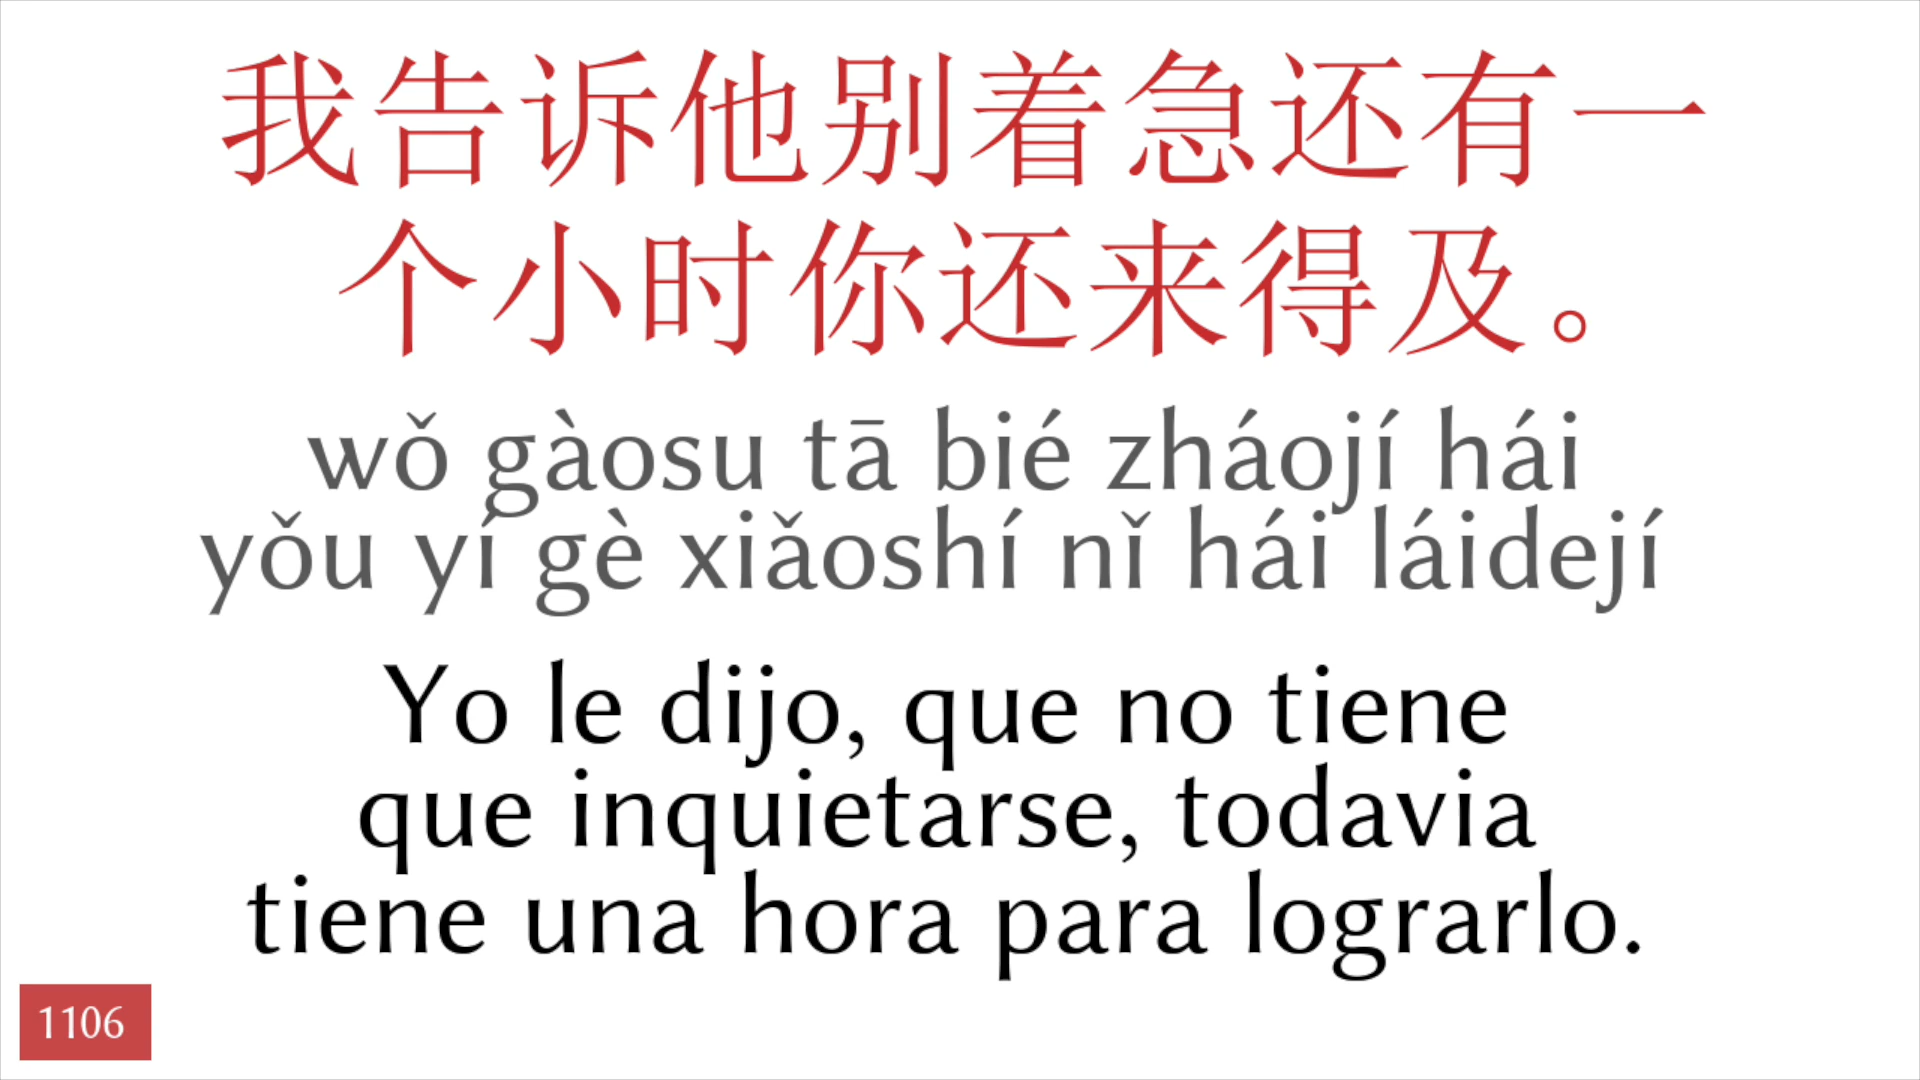 我告诉他别着急还有一
个小时你还来得及。
wǒ gàosu tā bié zháojí hái
yǒu yí gè xiǎoshí nǐ hái láidejí
Yo le dijo, que no tiene
que inquietarse, todavia
tiene una hora para lograrlo.
1106